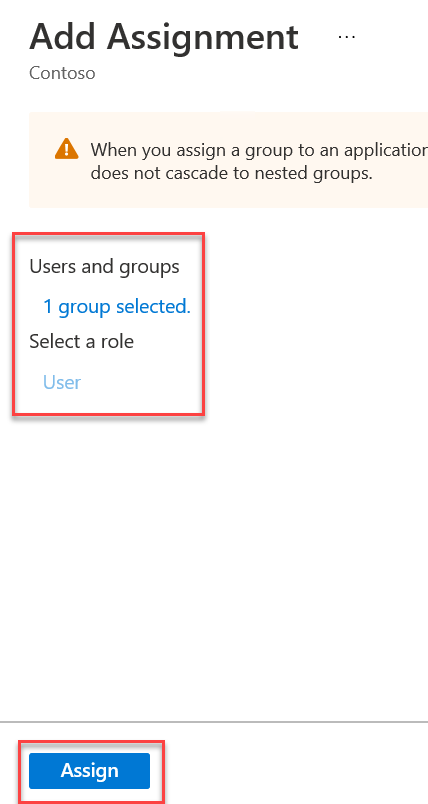 Add Assignment ...
Contoso
When you assign a group to an application
does not cascade to nested groups.
Users and groups
1 group selected.
Select a role
User
Assign